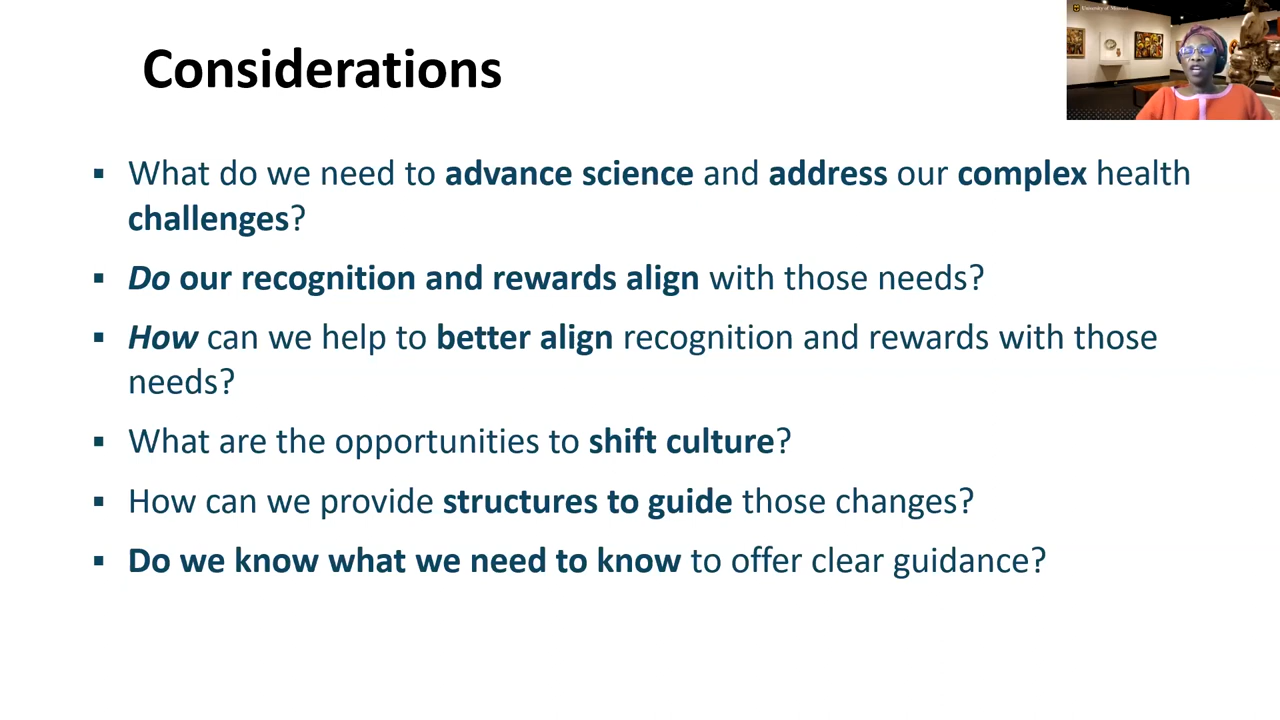 University of Missouri
Considerations
▪ What do we need to advance science and address our complex health
challenges?
▪ Do our recognition and rewards align with those needs?
▪ How can we help to better align recognition and rewards with those
needs?
▪ What are the opportunities to shift culture?
▪ How can we provide structures to guide those changes?
▪ Do we know what we need to know to offer clear guidance?